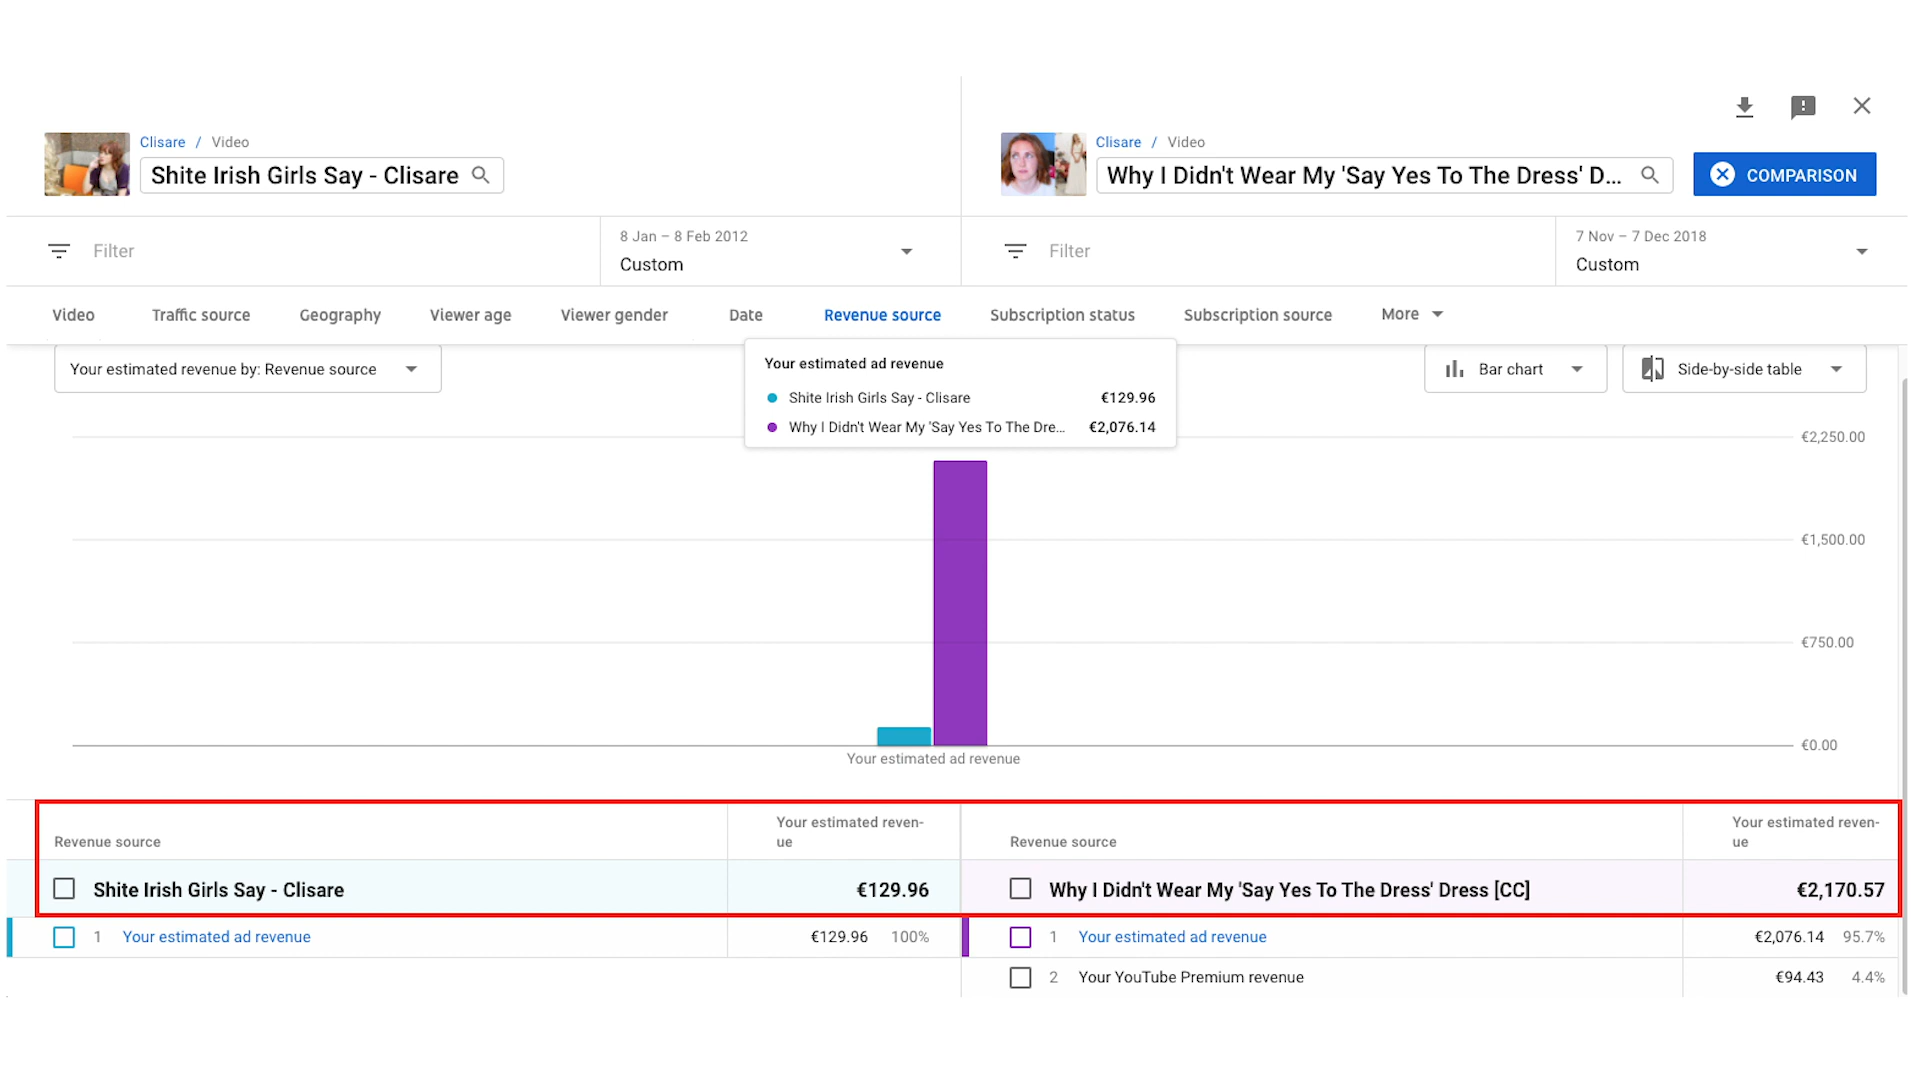 Clisare / Video
Shite Irish Girls Say - Clisare
Clisare / Video
Why I Didn't Wear My 'Say Yes To The Dress' D...
COMPARISON
Filter
8 Jan – 8 Feb 2012
Custom
Filter
7 Nov – 7 Dec 2018
Custom
Video Traffic source Geography Viewer age Viewer gender Date Revenue source Subscription status Subscription source More
Your estimated revenue by: Revenue source
Your estimated ad revenue
Shite Irish Girls Say - Clisare €129.96
Why I Didn't Wear My 'Say Yes To The Dre... €2,076.14
Bar chart
Side-by-side table
€2,250.00
€1,500.00
€750.00
€0.00
Your estimated ad revenue
Revenue source
Your estimated reven-
ue
Shite Irish Girls Say - Clisare €129.96
1 Your estimated ad revenue €129.96 100%
Revenue source
Your estimated reven-
ue
Why I Didn't Wear My 'Say Yes To The Dress' Dress [CC] €2,170.57
1 Your estimated ad revenue €2,076.14 95.7%
2 Your YouTube Premium revenue €94.43 4.4%